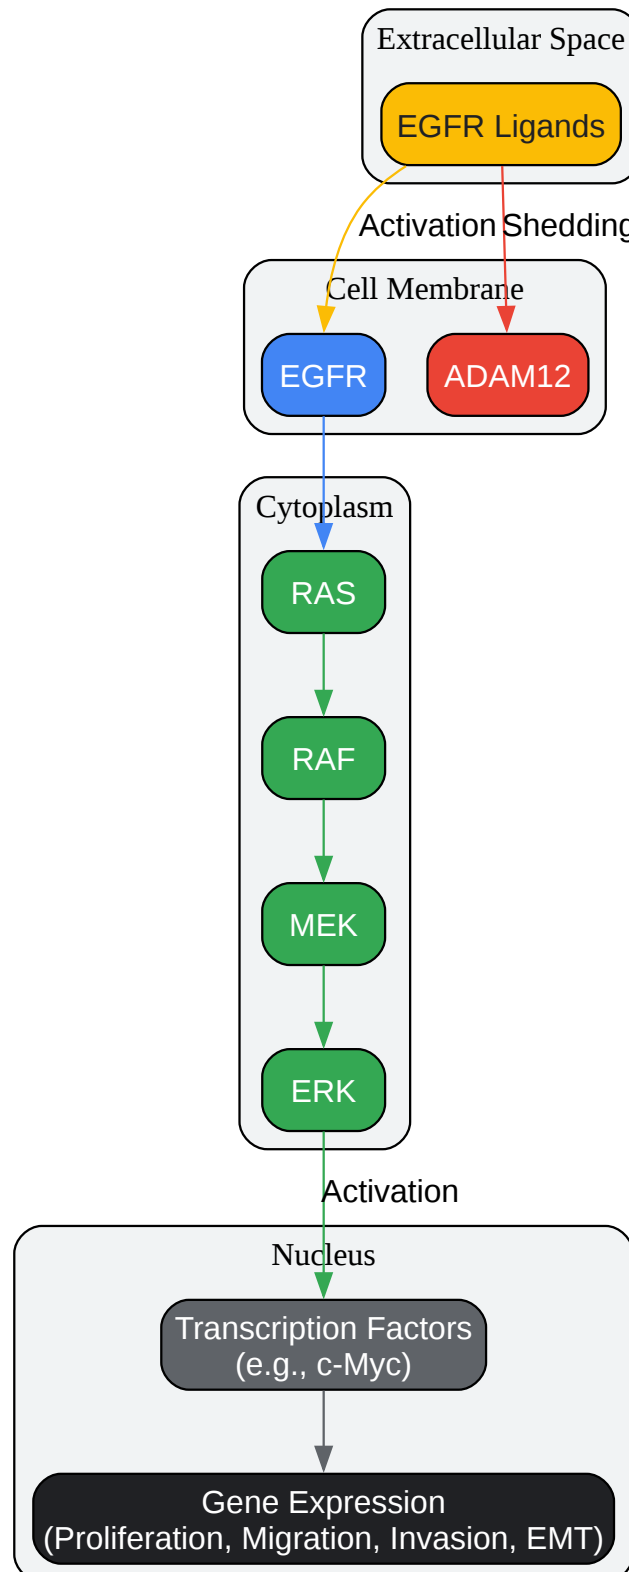 Extracellular Space
EGFR Ligands
Activation
Shedding
Cell Membrane
EGFR
ADAM12
Cytoplasm
RAS
RAF
MEK
ERK
Activation
Nucleus
Transcription Factors
(e.g., c-Myc)
Gene Expression
(Proliferation, Migration, Invasion, EMT)